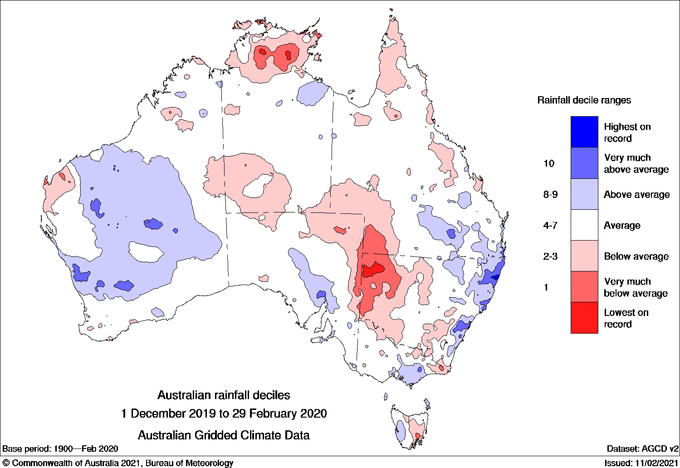 Rainfall decile ranges
Highest on
record
10
Very much
above average
8-9
Above average
4-7
Average
2-3
Below average
1
Very much
below average
Lowest on
record
Australian rainfall deciles
1 December 2019 to 29 February 2020
Australian Gridded Climate Data
Base period: 1900—Feb 2020
Dataset: AGCD v2
© Commonwealth of Australia 2021, Bureau of Meteorology
Issued: 11/02/2021